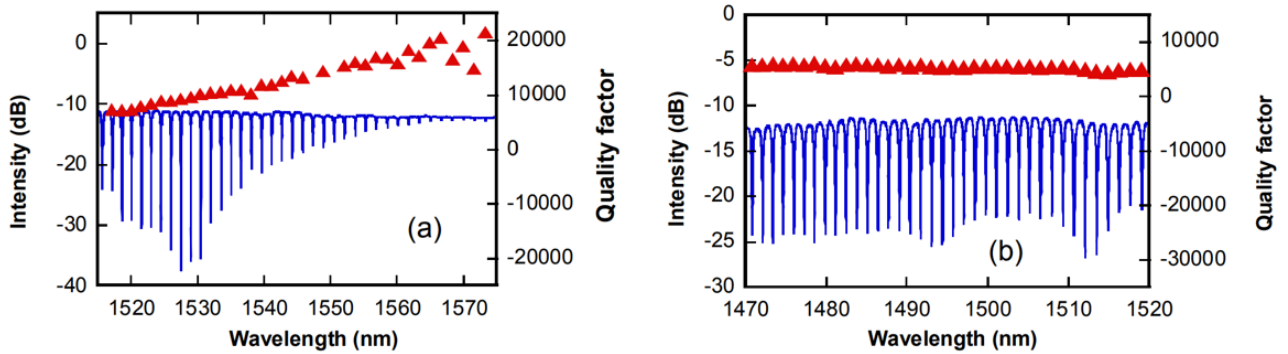 0
-10
-20
-30
-40
Intensity (dB)
20000
10000
0
-10000
-20000
Quality factor
(a)
1520 1530 1540 1550 1560 1570
Wavelength (nm)
0
-5
-10
-15
-20
-25
-30
Intensity (dB)
10000
0
-10000
-20000
-30000
Quality factor
(b)
1470 1480 1490 1500 1510 1520
Wavelength (nm)